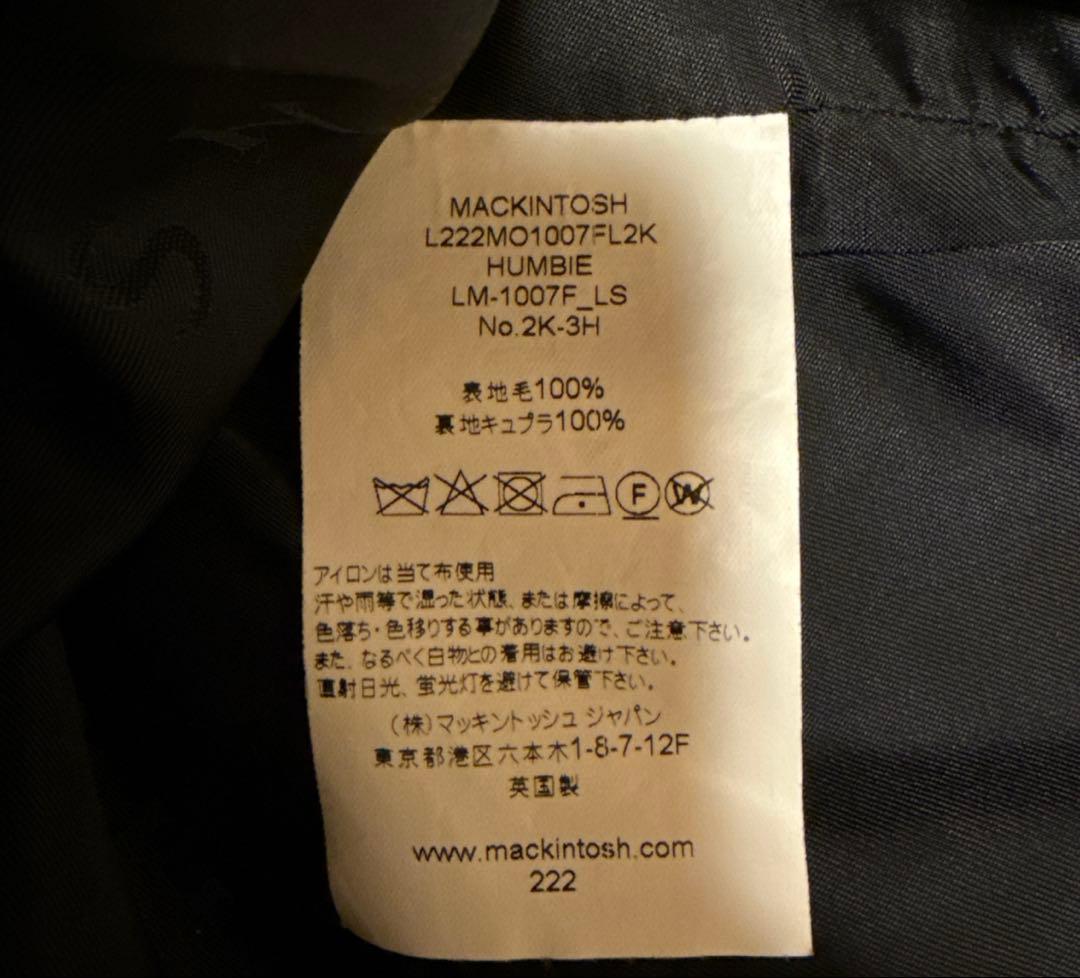 MACKINTOSH
L222MO1007FL2K
HUMBIE
LM-1007F_LS
No.2K-3H
表地毛100%
裏地キュプラ100%
F W
アイロンは当て布使用
汗や雨等で湿った状態、または摩擦によって、
色落ち・色移りする事がありますので、ご注意下さい。
また、なるべく白物との着用はお避け下さい。
直射日光、蛍光灯を避けて保管下さい。
(株)マッキントッシュ ジャパン
東京都港区六本木1-8-7-12F
英国製
www.mackintosh.com
222